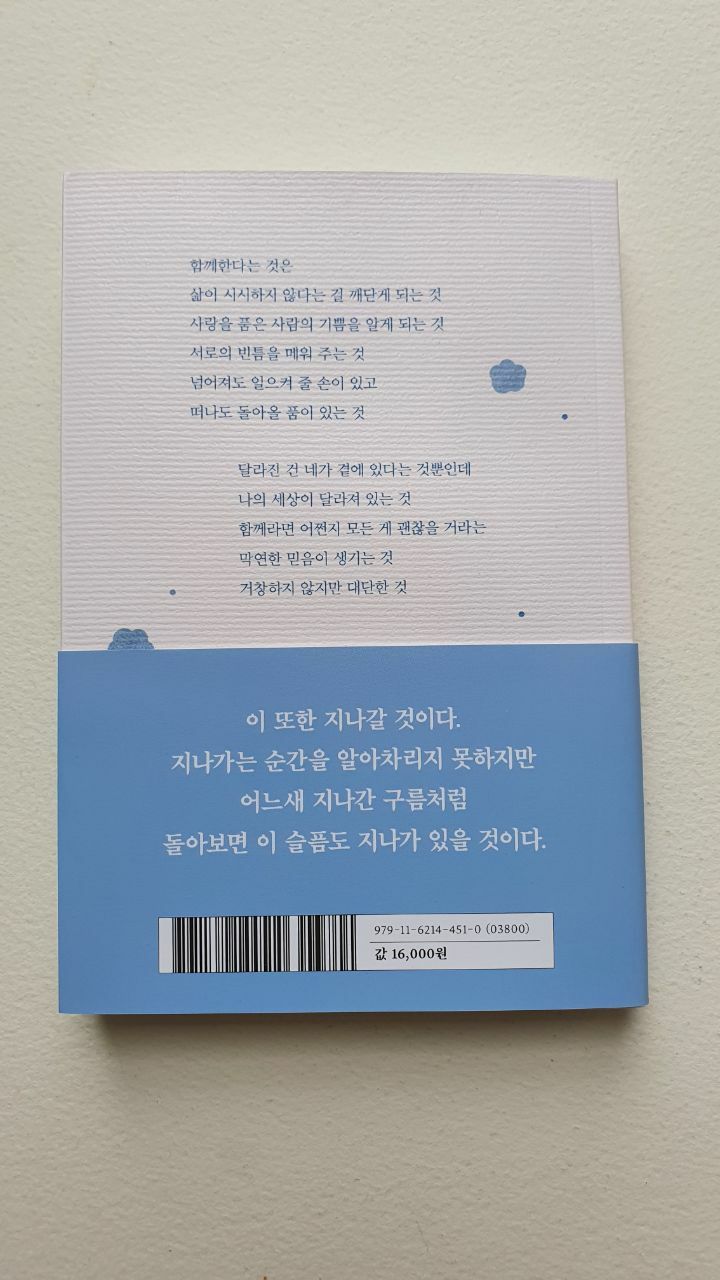 함께한다는 것은
삶이 시시하지 않다는 걸 깨닫게 되는 것
사랑을 품은 사람의 기쁨을 알게 되는 것
서로의 빈틈을 메워 주는 것
넘어져도 일으켜 줄 손이 있고
떠나도 돌아올 품이 있는 것
달라진 건 네가 곁에 있다는 것뿐인데
나의 세상이 달라져 있는 것
함께라면 어쩐지 모든 게 괜찮을 거라는
막연한 믿음이 생기는 것
거창하지 않지만 대단한 것
이 또한 지나갈 것이다.
지나가는 순간을 알아차리지 못하지만
어느새 지나간 구름처럼
돌아보면 이 슬픔도 지나가 있을 것이다.
979-11-6214-451-0 (03800)
값 16,000원